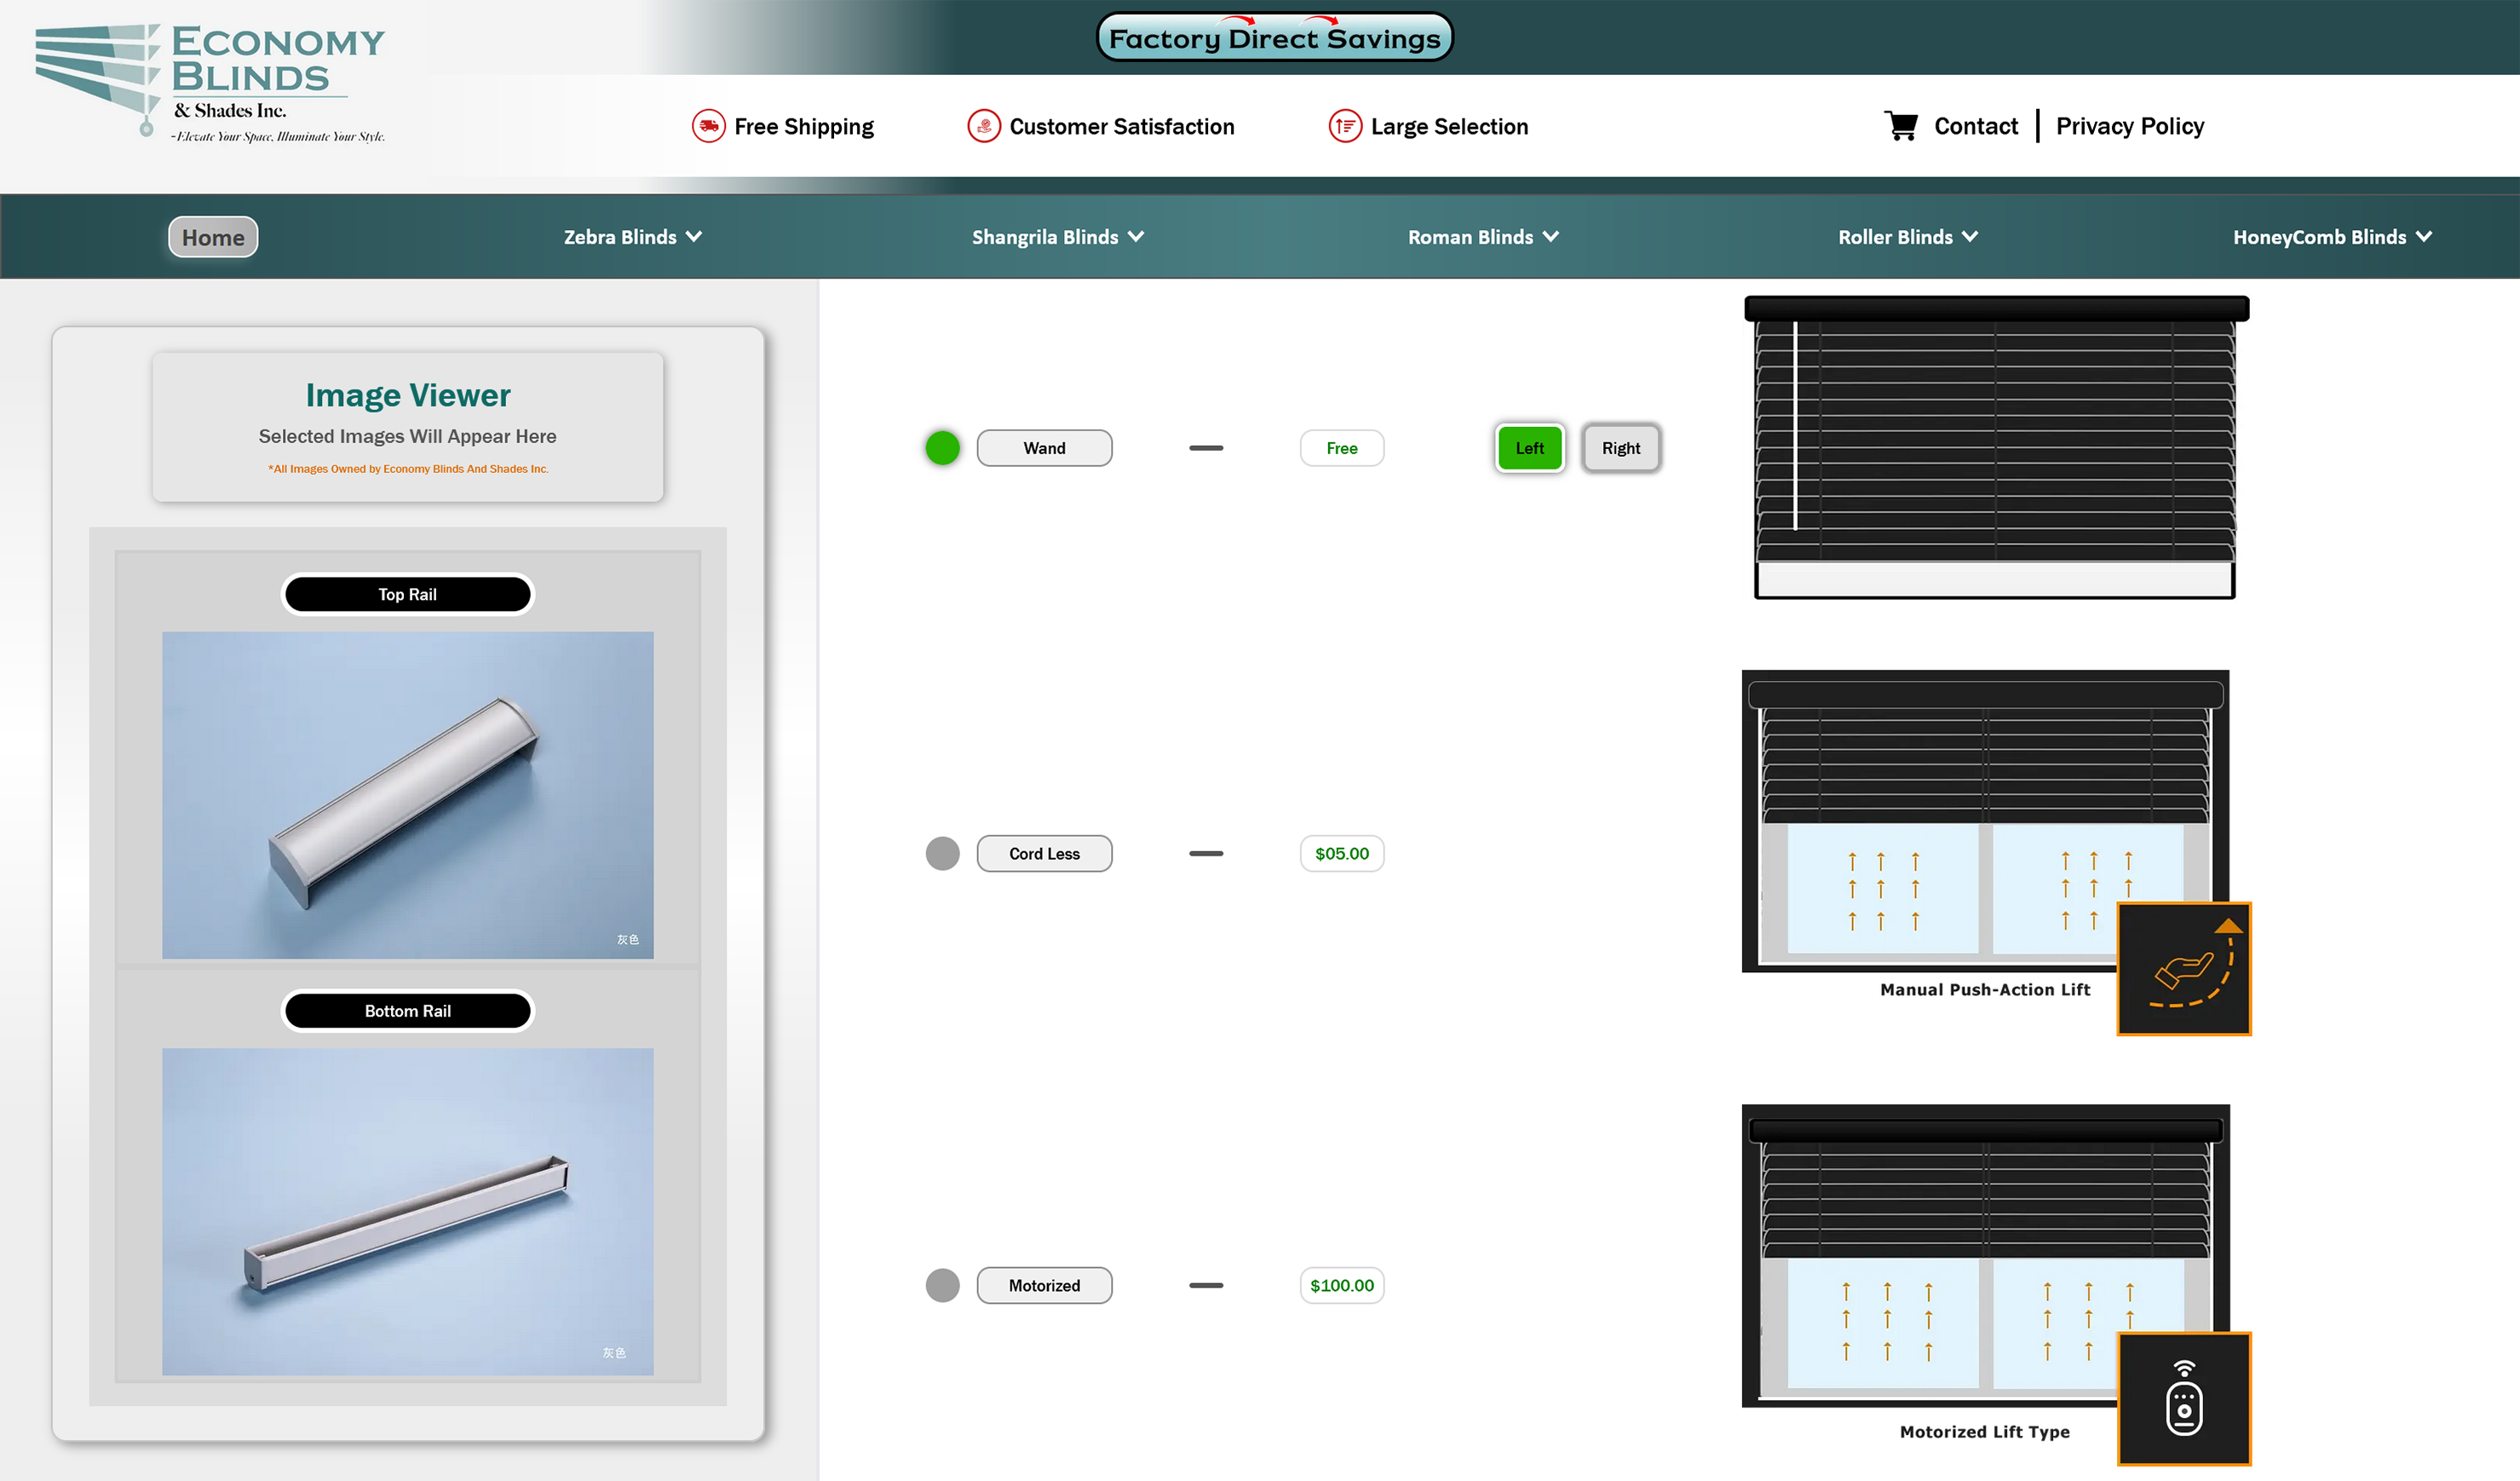 ECONOMY
BLINDS
& Shades Inc.
-Elevate Your Space, Illuminate Your Style.
Factory Direct Savings
Free Shipping
Customer Satisfaction
Large Selection
Contact
Privacy Policy
Home
Zebra Blinds
Shangrila Blinds
Roman Blinds
Roller Blinds
HoneyComb Blinds
Image Viewer
Selected Images Will Appear Here
*All Images Owned by Economy Blinds And Shades Inc.
Top Rail
灰色
Bottom Rail
灰色
Wand
Free
Left
Right
Cord Less
$05.00
Manual Push-Action Lift
Motorized
$100.00
Motorized Lift Type